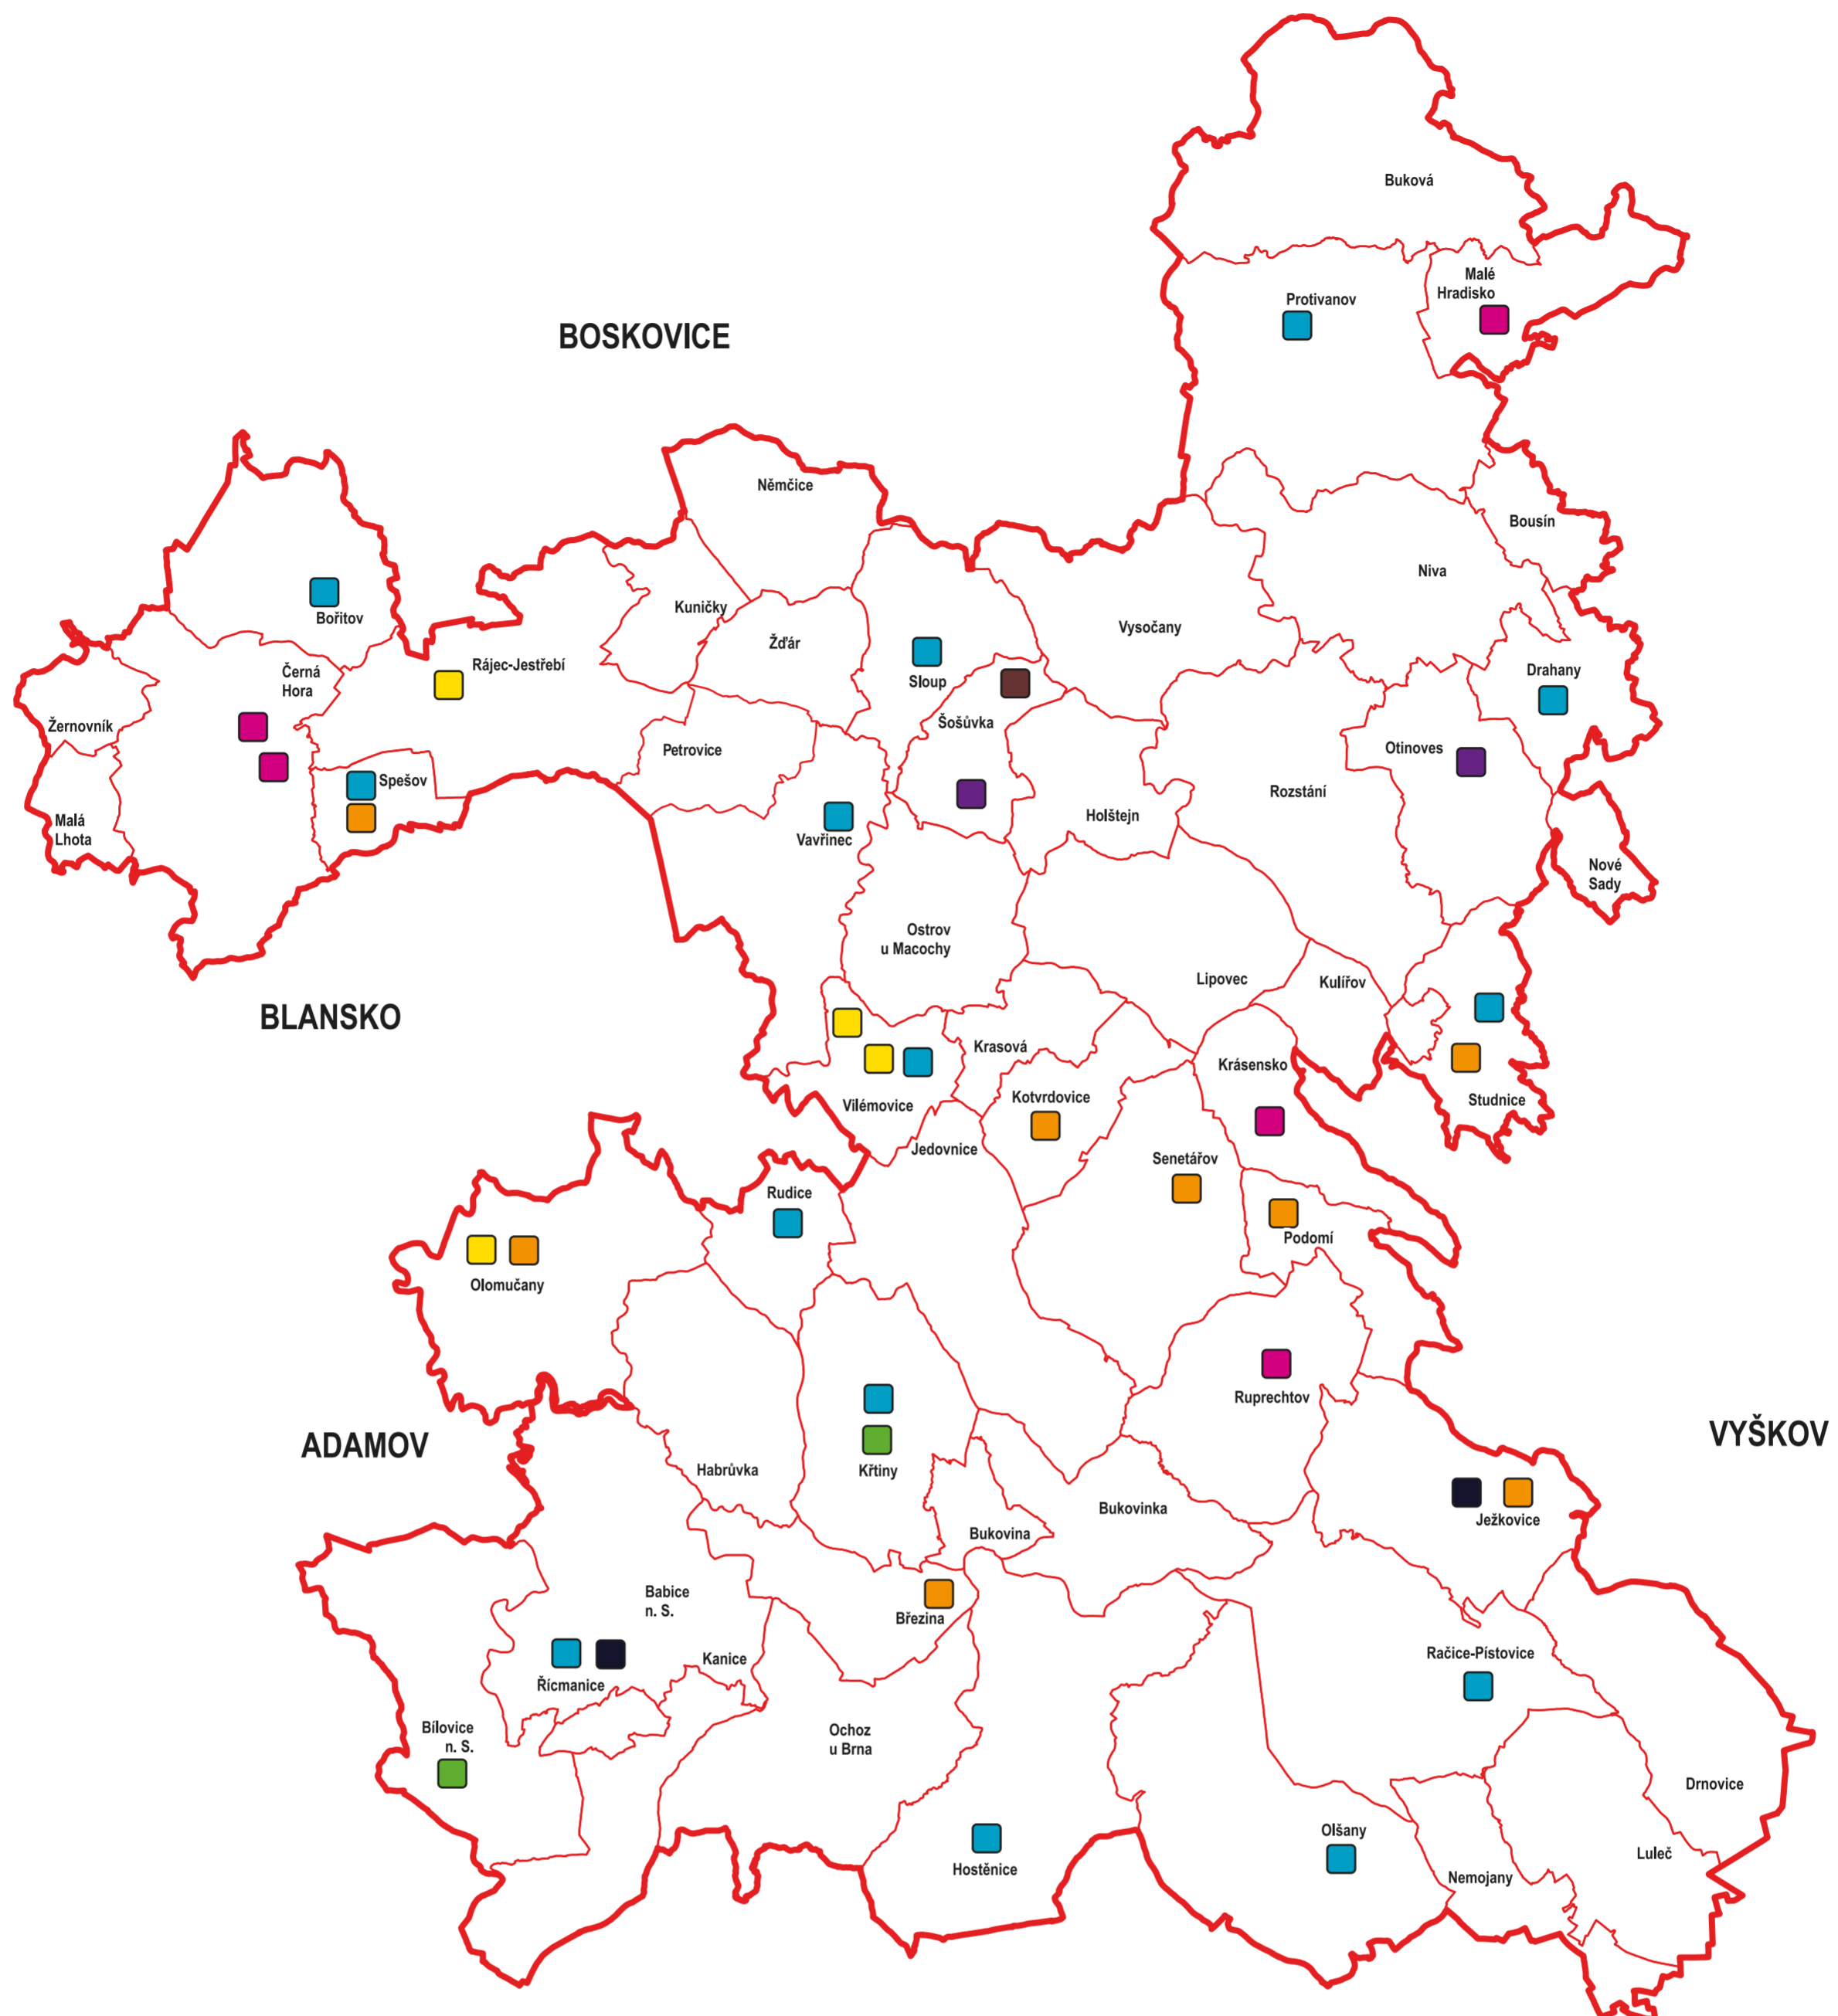 Buková
Malé
Hradisko
Protivanov
BOSKOVICE
Němčice
Bousín
Niva
Kuničky
Bořitov
Vysočany
Žďár
Rájec-Jestřebí
Černá
Hora
Sloup
Drahany
Žernovník
Šošůvka
Petrovice
Otinoves
Spešov
Rozstání
Malá
Lhota
Holštejn
Vavřinec
Nové
Sady
Ostrov
u Macochy
Lipovec
Kulířov
BLANSKO
Krasová
Krásensko
Kotvrdovice
Studnice
Vilémovice
Jedovnice
Senetářov
Rudice
Podomí
Olomučany
Ruprechtov
VYŠKOV
ADAMOV
Habrůvka
Křtiny
Bukovinka
Ježkovice
Bukovina
Babice
n. S.
Březina
Kanice
Račice-Pístovice
Řícmanice
Bílovice
n. S.
Ochoz
u Brna
Drnovice
Olšany
Luleč
Hostěnice
Nemojany